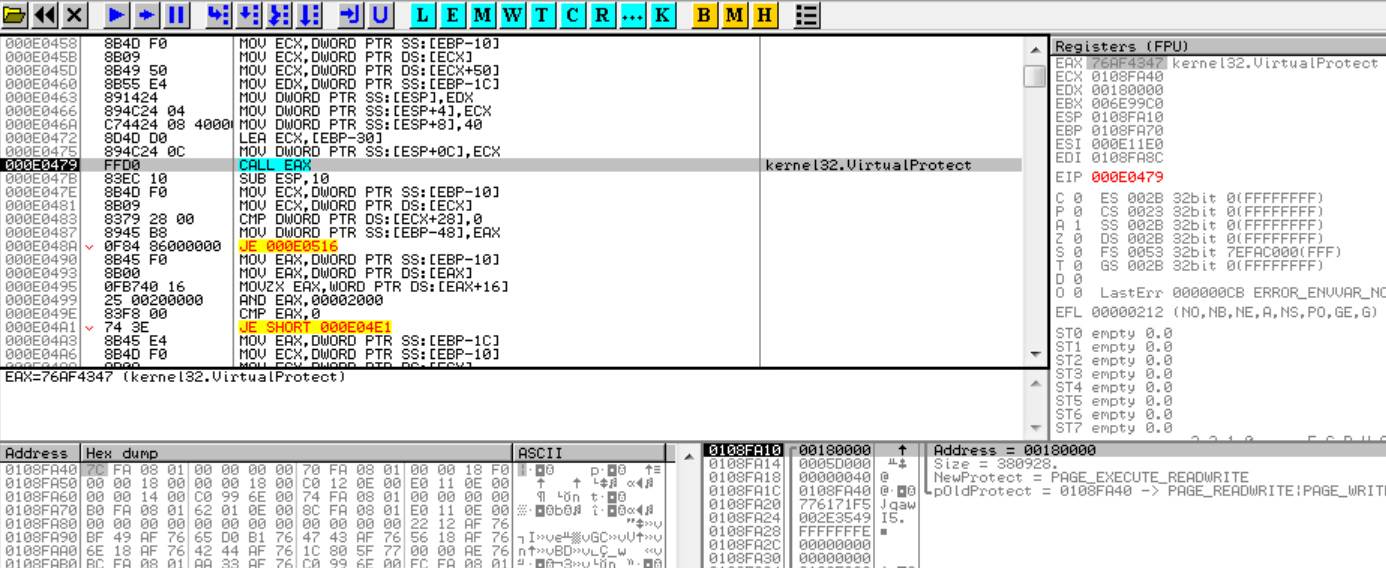 L E M W T C R ... K B M H
000E0458 8B4D F0 MOV ECX,DWORD PTR SS:[EBP-10]
000E045B 8B09 MOV ECX,DWORD PTR DS:[ECX]
000E045D 8B49 50 MOV ECX,DWORD PTR DS:[ECX+50]
000E0460 8B55 E4 MOV EDX,DWORD PTR SS:[EBP-1C]
000E0463 891424 MOV DWORD PTR SS:[ESP],EDX
000E0466 894C24 04 MOV DWORD PTR SS:[ESP+4],ECX
000E046A C74424 08 4000 MOV DWORD PTR SS:[ESP+8],40
000E0472 8D4D D0 LEA ECX,[EBP-30]
000E0475 894C24 0C MOV DWORD PTR SS:[ESP+0C],ECX
000E0479 FFD0 CALL EAX kernel32.VirtualProtect
000E047B 83EC 10 SUB ESP,10
000E047E 8B4D F0 MOV ECX,DWORD PTR SS:[EBP-10]
000E0481 8B09 MOV ECX,DWORD PTR DS:[ECX]
000E0483 8379 28 00 CMP DWORD PTR DS:[ECX+28],0
000E0487 8945 B8 MOV DWORD PTR SS:[EBP-48],EAX
000E048A 0F84 86000000 JE 000E0516
000E0490 8B45 F0 MOV EAX,DWORD PTR SS:[EBP-10]
000E0493 8B00 MOV EAX,DWORD PTR DS:[EAX]
000E0495 0FB740 16 MOVZX EAX,WORD PTR DS:[EAX+16]
000E0499 25 00200000 AND EAX,00002000
000E049E 83F8 00 CMP EAX,0
000E04A1 74 3E JE SHORT 000E04E1
000E04A3 8B45 E4 MOV EAX,DWORD PTR SS:[EBP-1C]
000E04A6 8B4D F0 MOV ECX,DWORD PTR SS:[EBP-10]
EAX=76AF4347 (kernel32.VirtualProtect)
Registers (FPU)
EAX 76AF4347 kernel32.VirtualProtect
ECX 0108FA40
EDX 00180000
EBX 006E99C0
ESP 0108FA10
EBP 0108FA70
ESI 000E11E0
EDI 0108FA8C
EIP 000E0479
C 0 ES 002B 32bit 0(FFFFFFFF)
P 0 CS 0023 32bit 0(FFFFFFFF)
A 1 SS 002B 32bit 0(FFFFFFFF)
Z 0 DS 002B 32bit 0(FFFFFFFF)
S 0 FS 0053 32bit 7EFAC000(FFF)
T 0 GS 002B 32bit 0(FFFFFFFF)
D 0
O 0 LastErr 000000CB ERROR_ENVVAR_NO
EFL 00000212 (NO,NB,NE,A,NS,PO,GE,G)
ST0 empty 0.0
ST1 empty 0.0
ST2 empty 0.0
ST3 empty 0.0
ST4 empty 0.0
ST5 empty 0.0
ST6 empty 0.0
ST7 empty 0.0
Address Hex dump ASCII
0108FA40 7C FA 08 01 00 00 00 00 70 FA 08 01 00 00 18 F0
0108FA50 00 00 18 00 00 00 18 00 C0 12 0E 00 E0 11 0E 00
0108FA60 00 00 14 00 C0 99 6E 00 74 FA 08 01 00 00 00 00
0108FA70 B0 FA 08 01 62 01 0E 00 8C FA 08 01 E0 11 0E 00
0108FA80 00 00 00 00 00 00 00 00 00 00 00 00 22 12 AF 76
0108FA90 BF 49 AF 76 65 D0 B1 76 47 43 AF 76 56 18 AF 76
0108FAA0 6E 18 AF 76 42 44 AF 76 1C 80 5F 77 00 00 AE 76
0108FAB0 BC FA 08 01 AA 33 AF 76 C0 99 6E 00 FC FA 08 01
0108FA10 00180000 Address = 00180000
0108FA14 0005D000 Size = 380928.
0108FA18 00000040 @ NewProtect = PAGE_EXECUTE_READWRITE
0108FA1C 0108FA40 pOldProtect = 0108FA40 -> PAGE_READWRITE|PAGE_WRIT
0108FA20 776171F5 Jqaw
0108FA24 002E3549 I5.
0108FA28 FFFFFFFE
0108FA2C 00000000
0108FA30 00000000